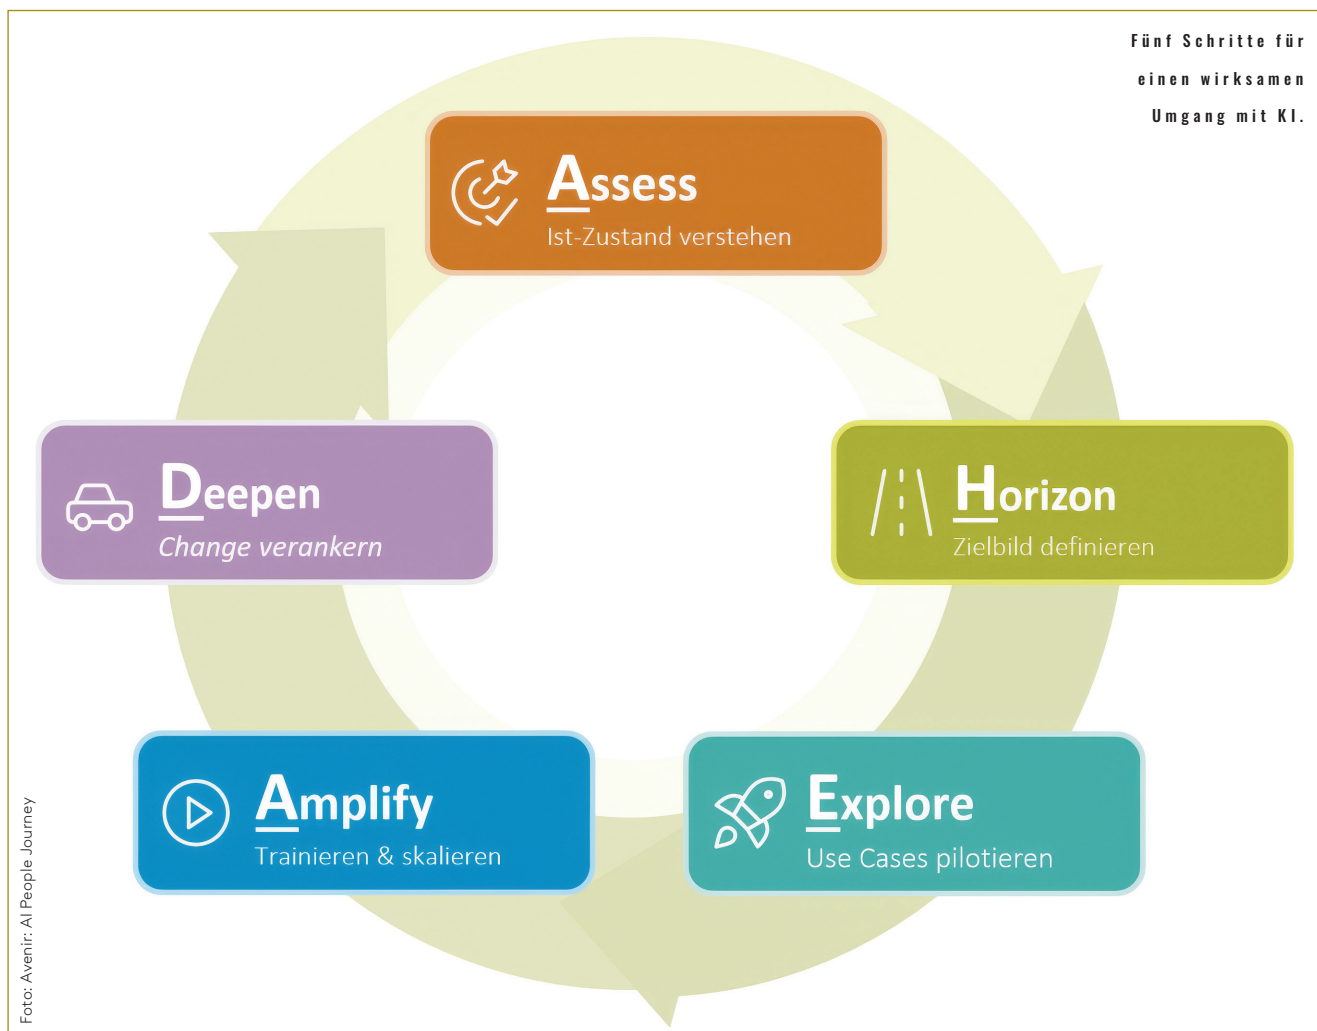 Fünf Schritte für
einen wirksamen
Umgang mit KI.
Assess
Ist-Zustand verstehen
Horizon
Zielbild definieren
Explore
Use Cases pilotieren
Amplify
Trainieren & skalieren
Deepen
Change verankern
Foto: Avenir: AI People Journey